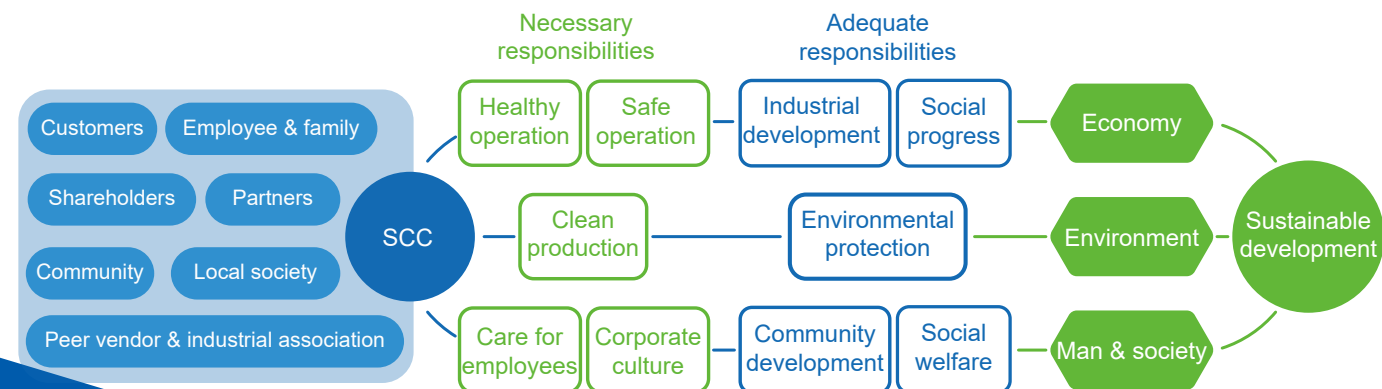 Necessary
responsibilities
Adequate
responsibilities
Customers
Employee & family
Shareholders
Partners
Community
Local society
Peer vendor & industrial association
SCC
Healthy
operation
Safe
operation
Industrial
development
Social
progress
Economy
Clean
production
Environmental
protection
Environment
Care for
employees
Corporate
culture
Community
development
Social
welfare
Man & society
Sustainable
development